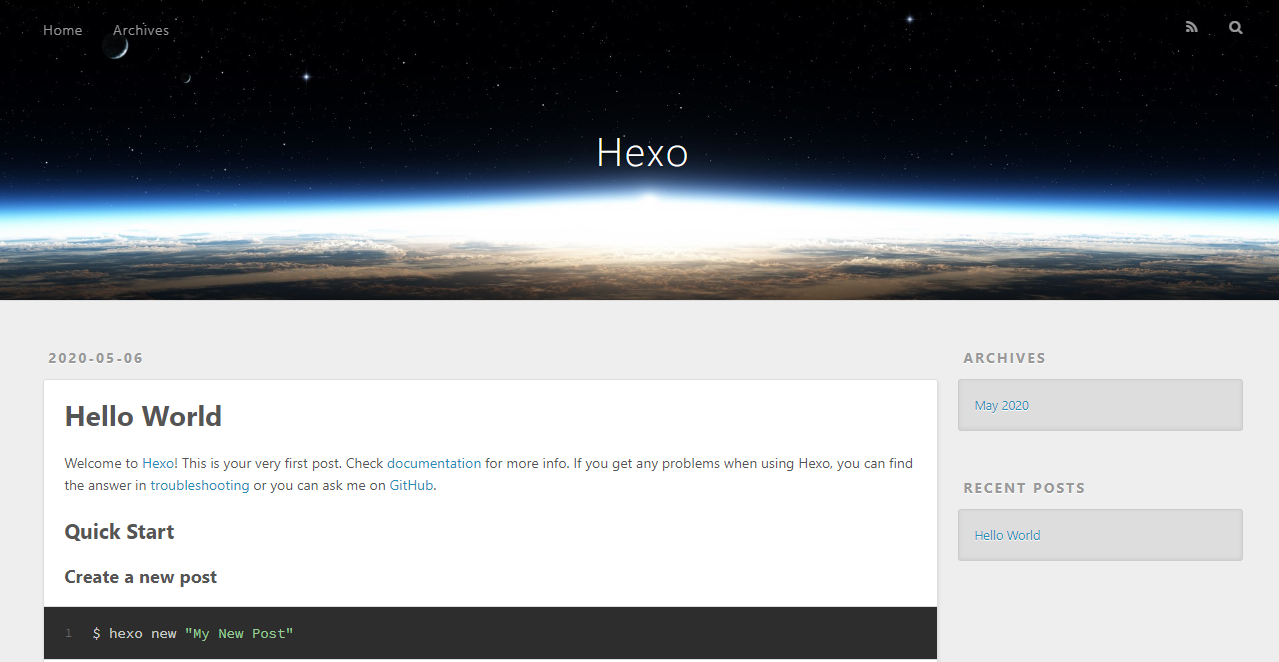 Home Archives
Hexo
2020-05-06
Hello World
Welcome to Hexo! This is your very first post. Check documentation for more info. If you get any problems when using Hexo, you can find
the answer in troubleshooting or you can ask me on GitHub.
Quick Start
Create a new post
1 $ hexo new "My New Post"
ARCHIVES
May 2020
RECENT POSTS
Hello World